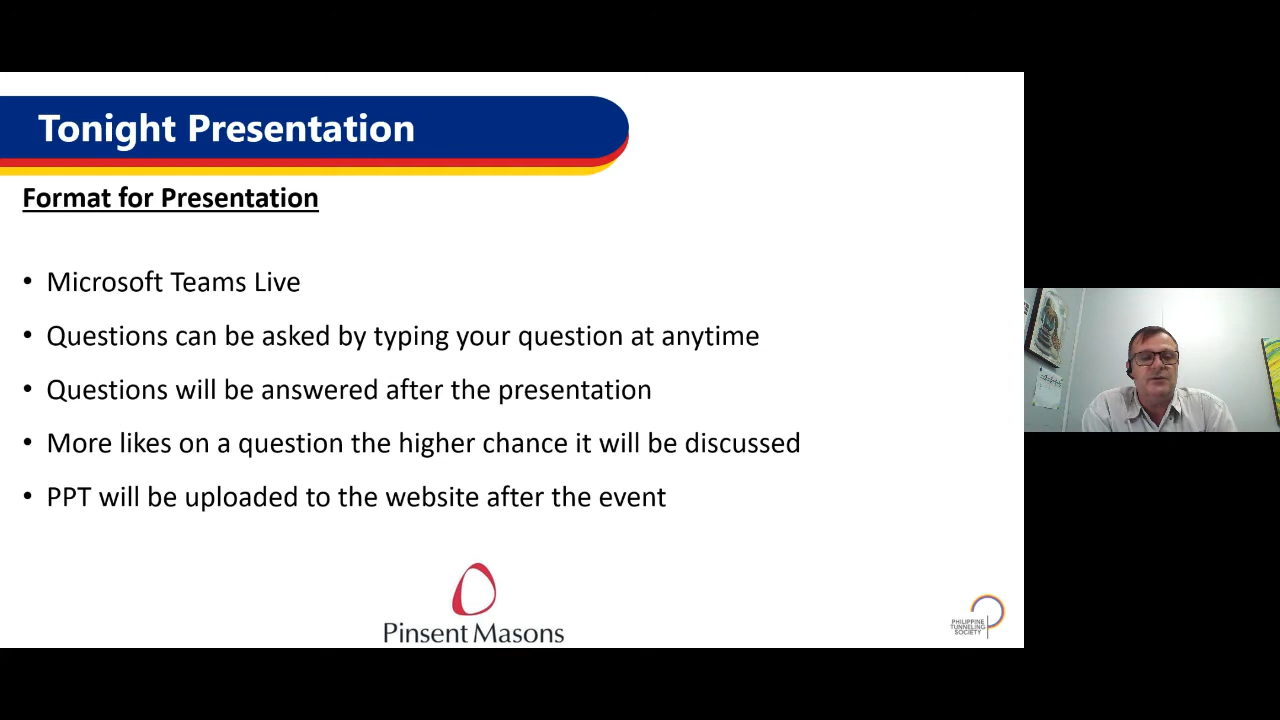 Tonight Presentation
Format for Presentation
• Microsoft Teams Live
• Questions can be asked by typing your question at anytime
• Questions will be answered after the presentation
• More likes on a question the higher chance it will be discussed
• PPT will be uploaded to the website after the event
Pinsent Masons
PHILIPPINE
TUNNELING
SOCIETY